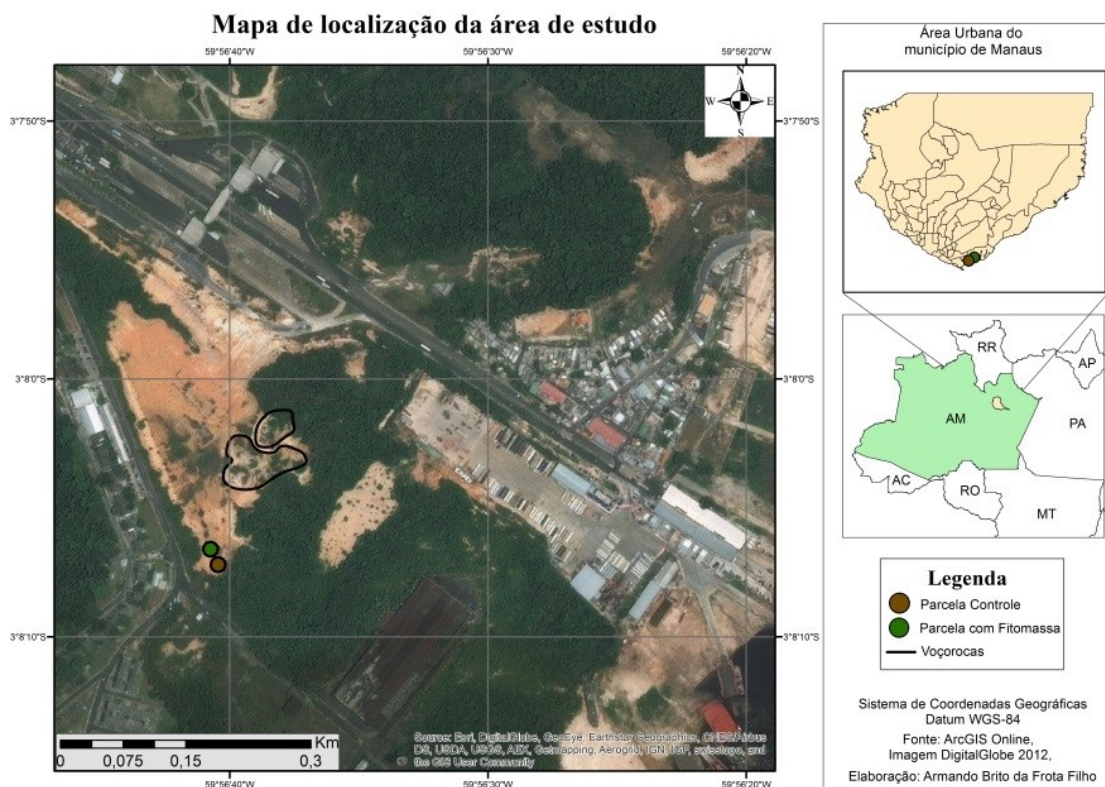 Mapa de localização da área de estudo
59°56'40"W
59°56'30"W
59°56'20"W
N
W
E
S
3°7'50"S
3°7'50"S
3°8'0"S
3°8'0"S
3°8'10"S
3°8'10"S
Km
0
0,075
0,15
0,3
Source: Esri, DigitalGlobe, GeoEye, Earthstar Geographics, CNES/Airbus
DS, USDA, USGS, AEX, Getmapping, Aerogrid, IGN, IGP, swisstopo, and
the GIS User Community
59°56'40"W
59°56'30"W
59°56'20"W
Área Urbana do
município de Manaus
RR
AP
AM
PA
AC
RO
MT
Legenda
Parcela Controle
Parcela com Fitomassa
Voçorocas
Sistema de Coordenadas Geográficas
Datum WGS-84
Fonte: ArcGIS Online,
Imagem DigitalGlobe 2012,
Elaboração: Armando Brito da Frota Filho